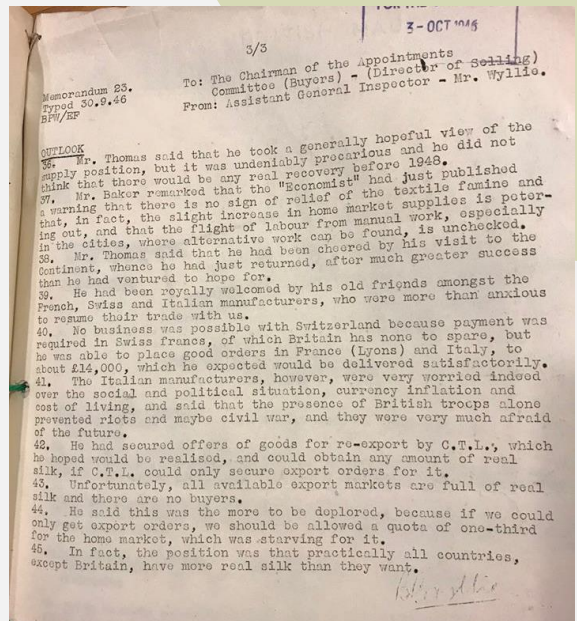 3-OCT 1946
3/3
Memorandum 23.
Typed 30.9.46
BPW/EF
To: The Chairman of the Appointments
Committee (Buyers) - (Director of Selling)
From: Assistant General Inspector - Mr. Wyllie.
OUTLOOK
36. Mr. Thomas said that he took a generally hopeful view of the
supply position, but it was undeniably precarious and he did not
think that there would be any real recovery before 1948.
37. Mr. Baker remarked that the "Economist" had just published
a warning that there is no sign of relief of the textile famine and
that, in fact, the slight increase in home market supplies is peter-
ing out, and that the flight of labour from manual work, especially
in the cities, where alternative work can be found, is unchecked.
38. Mr. Thomas said that he had been cheered by his visit to the
Continent, whence he had just returned, after much greater success
than he had ventured to hope for.
39. He had been royally welcomed by his old friends amongst the
French, Swiss and Italian manufacturers, who were more than anxious
to resume their trade with us.
40. No business was possible with Switzerland because payment was
required in Swiss francs, of which Britain has none to spare, but
he was able to place good orders in France (Lyons) and Italy, to
about £14,000, which he expected would be delivered satisfactorily.
41. The Italian manufacturers, however, were very worried indeed
over the social and political situation, currency inflation and
cost of living, and said that the presence of British troops alone
prevented riots and maybe civil war, and they were very much afraid
of the future.
42. He had secured offers of goods for re-export by C.T.L., which
he hoped would be realised, and could obtain any amount of real
silk, if C.T.L. could only secure export orders for it.
43. Unfortunately, all available export markets are full of real
silk and there are no buyers.
44. He said this was the more to be deplored, because if we could
only get export orders, we should be allowed a quota of one-third
for the home market, which was starving for it.
45. In fact, the position was that practically all countries,
except Britain, have more real silk than they want.